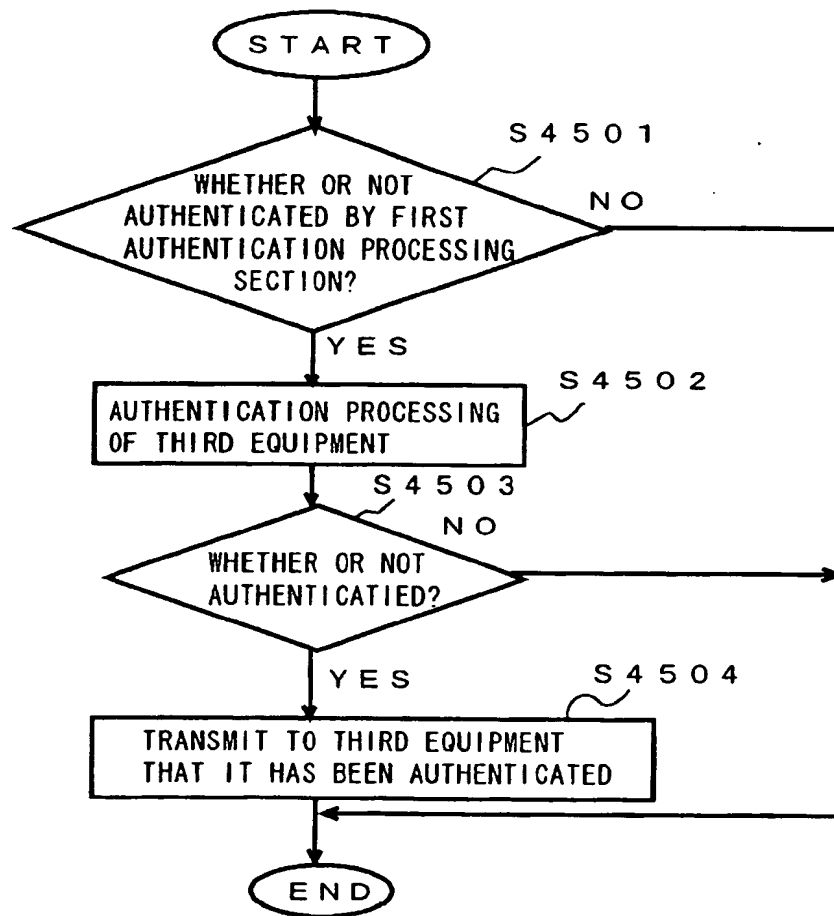 START
S4501
WHETHER OR NOT
AUTHENTICATED BY FIRST
AUTHENTICATION PROCESSING
SECTION?
NO
YES
S4502
AUTHENTICATION PROCESSING
OF THIRD EQUIPMENT
S4503
NO
WHETHER OR NOT
AUTHENTICATIED?
YES
S4504
TRANSMIT TO THIRD EQUIPMENT
THAT IT HAS BEEN AUTHENTICATED
END